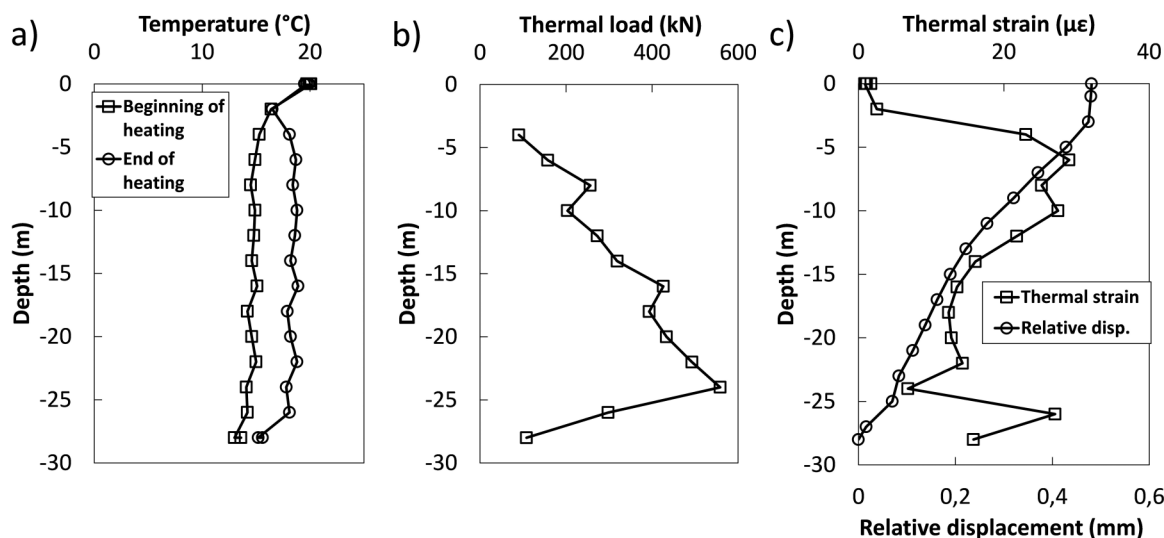 a)
Temperature (°C)
0 10 20
0
-5
-10
-15
-20
-25
-30
Depth (m)
Beginning of
heating
End of
heating
b)
Thermal load (kN)
0 200 400 600
0
-5
-10
-15
-20
-25
-30
Depth (m)
c)
Thermal strain (με)
0 20 40
0
-5
-10
-15
-20
-25
-30
Depth (m)
Thermal strain
Relative disp.
0 0,2 0,4 0,6
Relative displacement (mm)